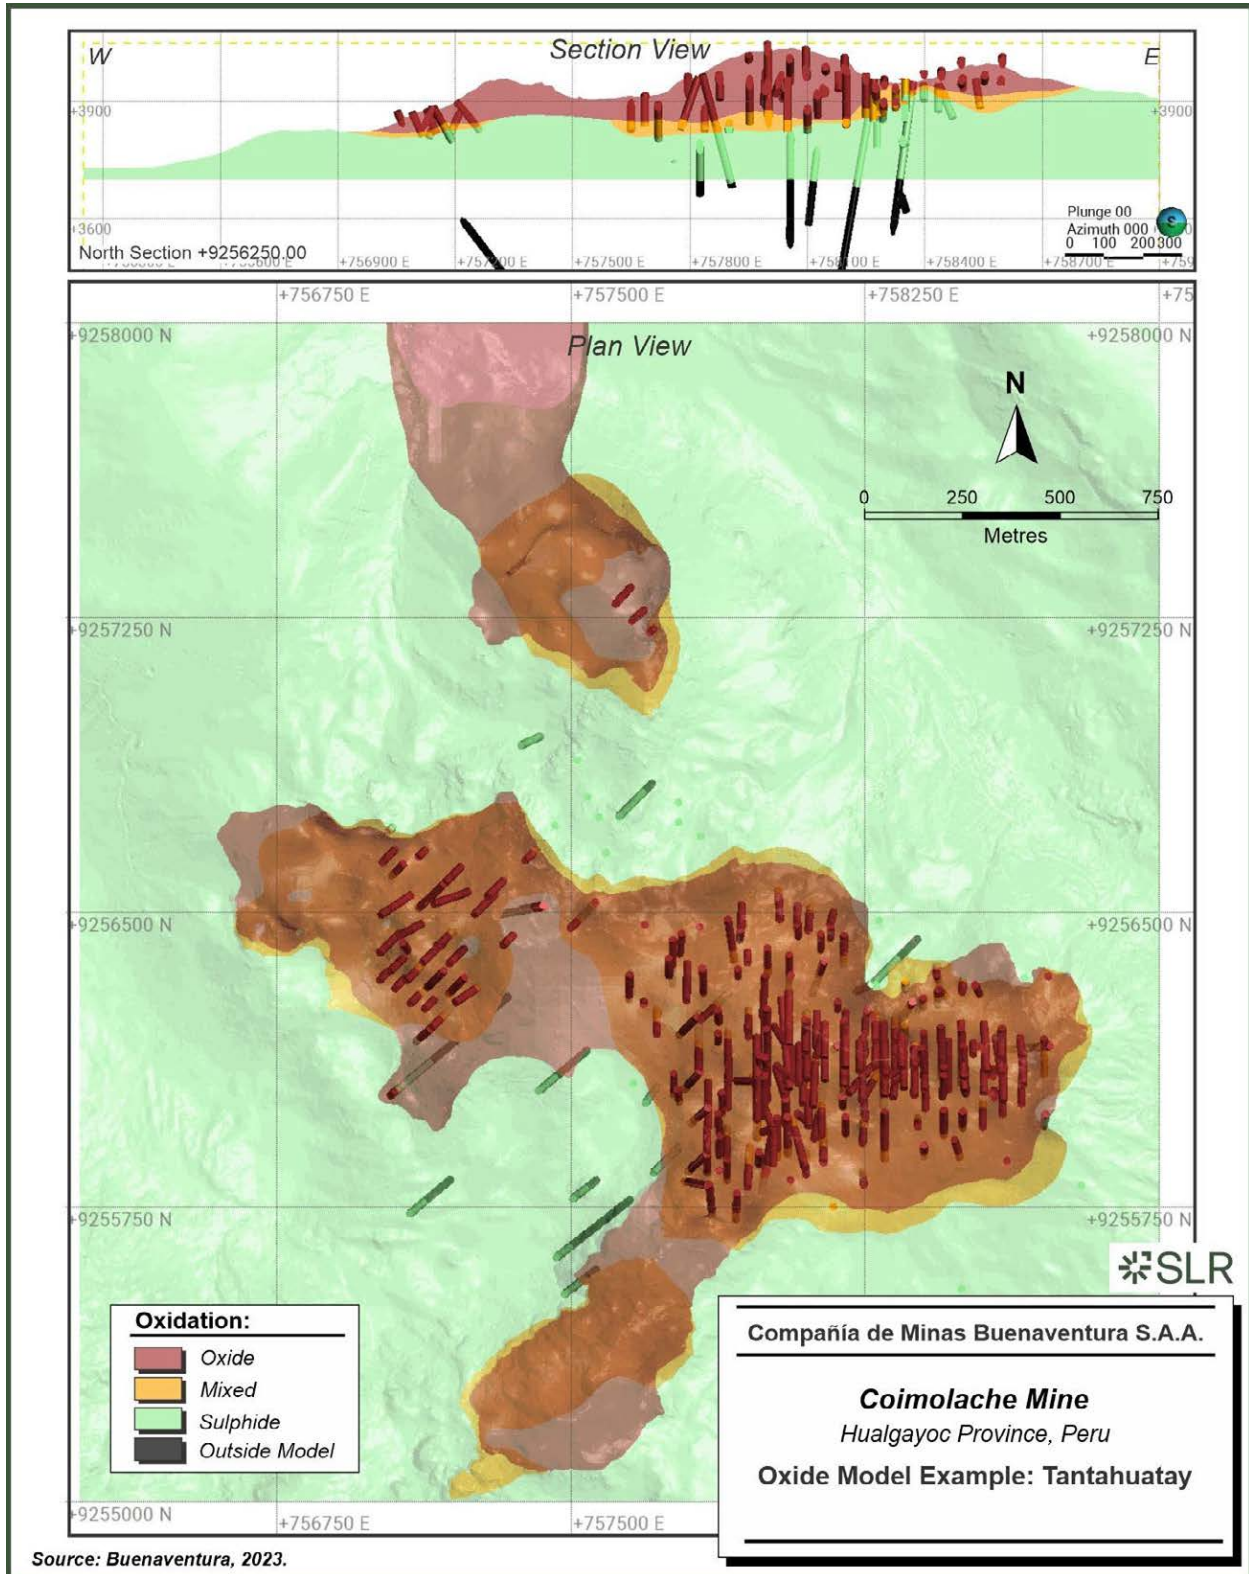 Section View
W
E
+3900
+3900
+3600
North Section +9256250.00
Plunge 00
Azimuth 000
0 100 200 300
+756900 E
+757200 E
+757500 E
+757800 E
+758100 E
+758400 E
+758700 E
+756750 E
+757500 E
+758250 E
+9258000 N
+9258000 N
Plan View
N
0 250 500 750
Metres
+9257250 N
+9257250 N
+9256500 N
+9256500 N
+9255750 N
+9255750 N
SLR
Oxidation:
Oxide
Mixed
Sulphide
Outside Model
Compañía de Minas Buenaventura S.A.A.
Coimolache Mine
Hualgayoc Province, Peru
Oxide Model Example: Tantahuatay
+9255000 N
+756750 E
+757500 E
Source: Buenaventura, 2023.